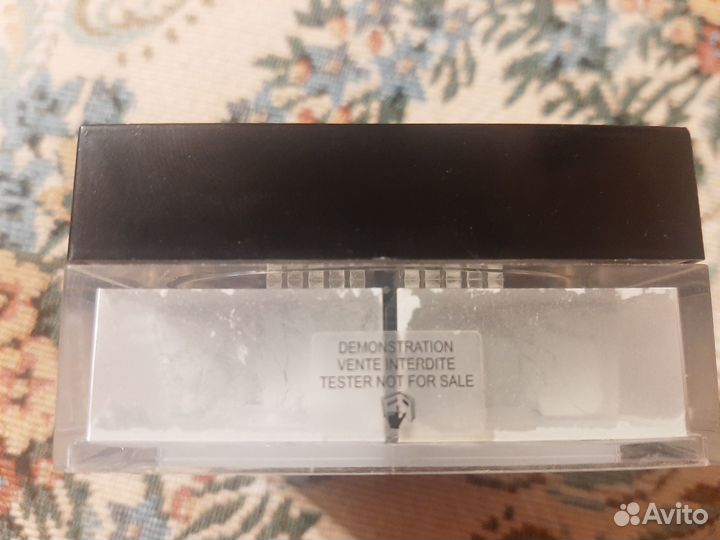 DEMONSTRATION
VENTE INTERDITE
TESTER NOT FOR SALE
Avito